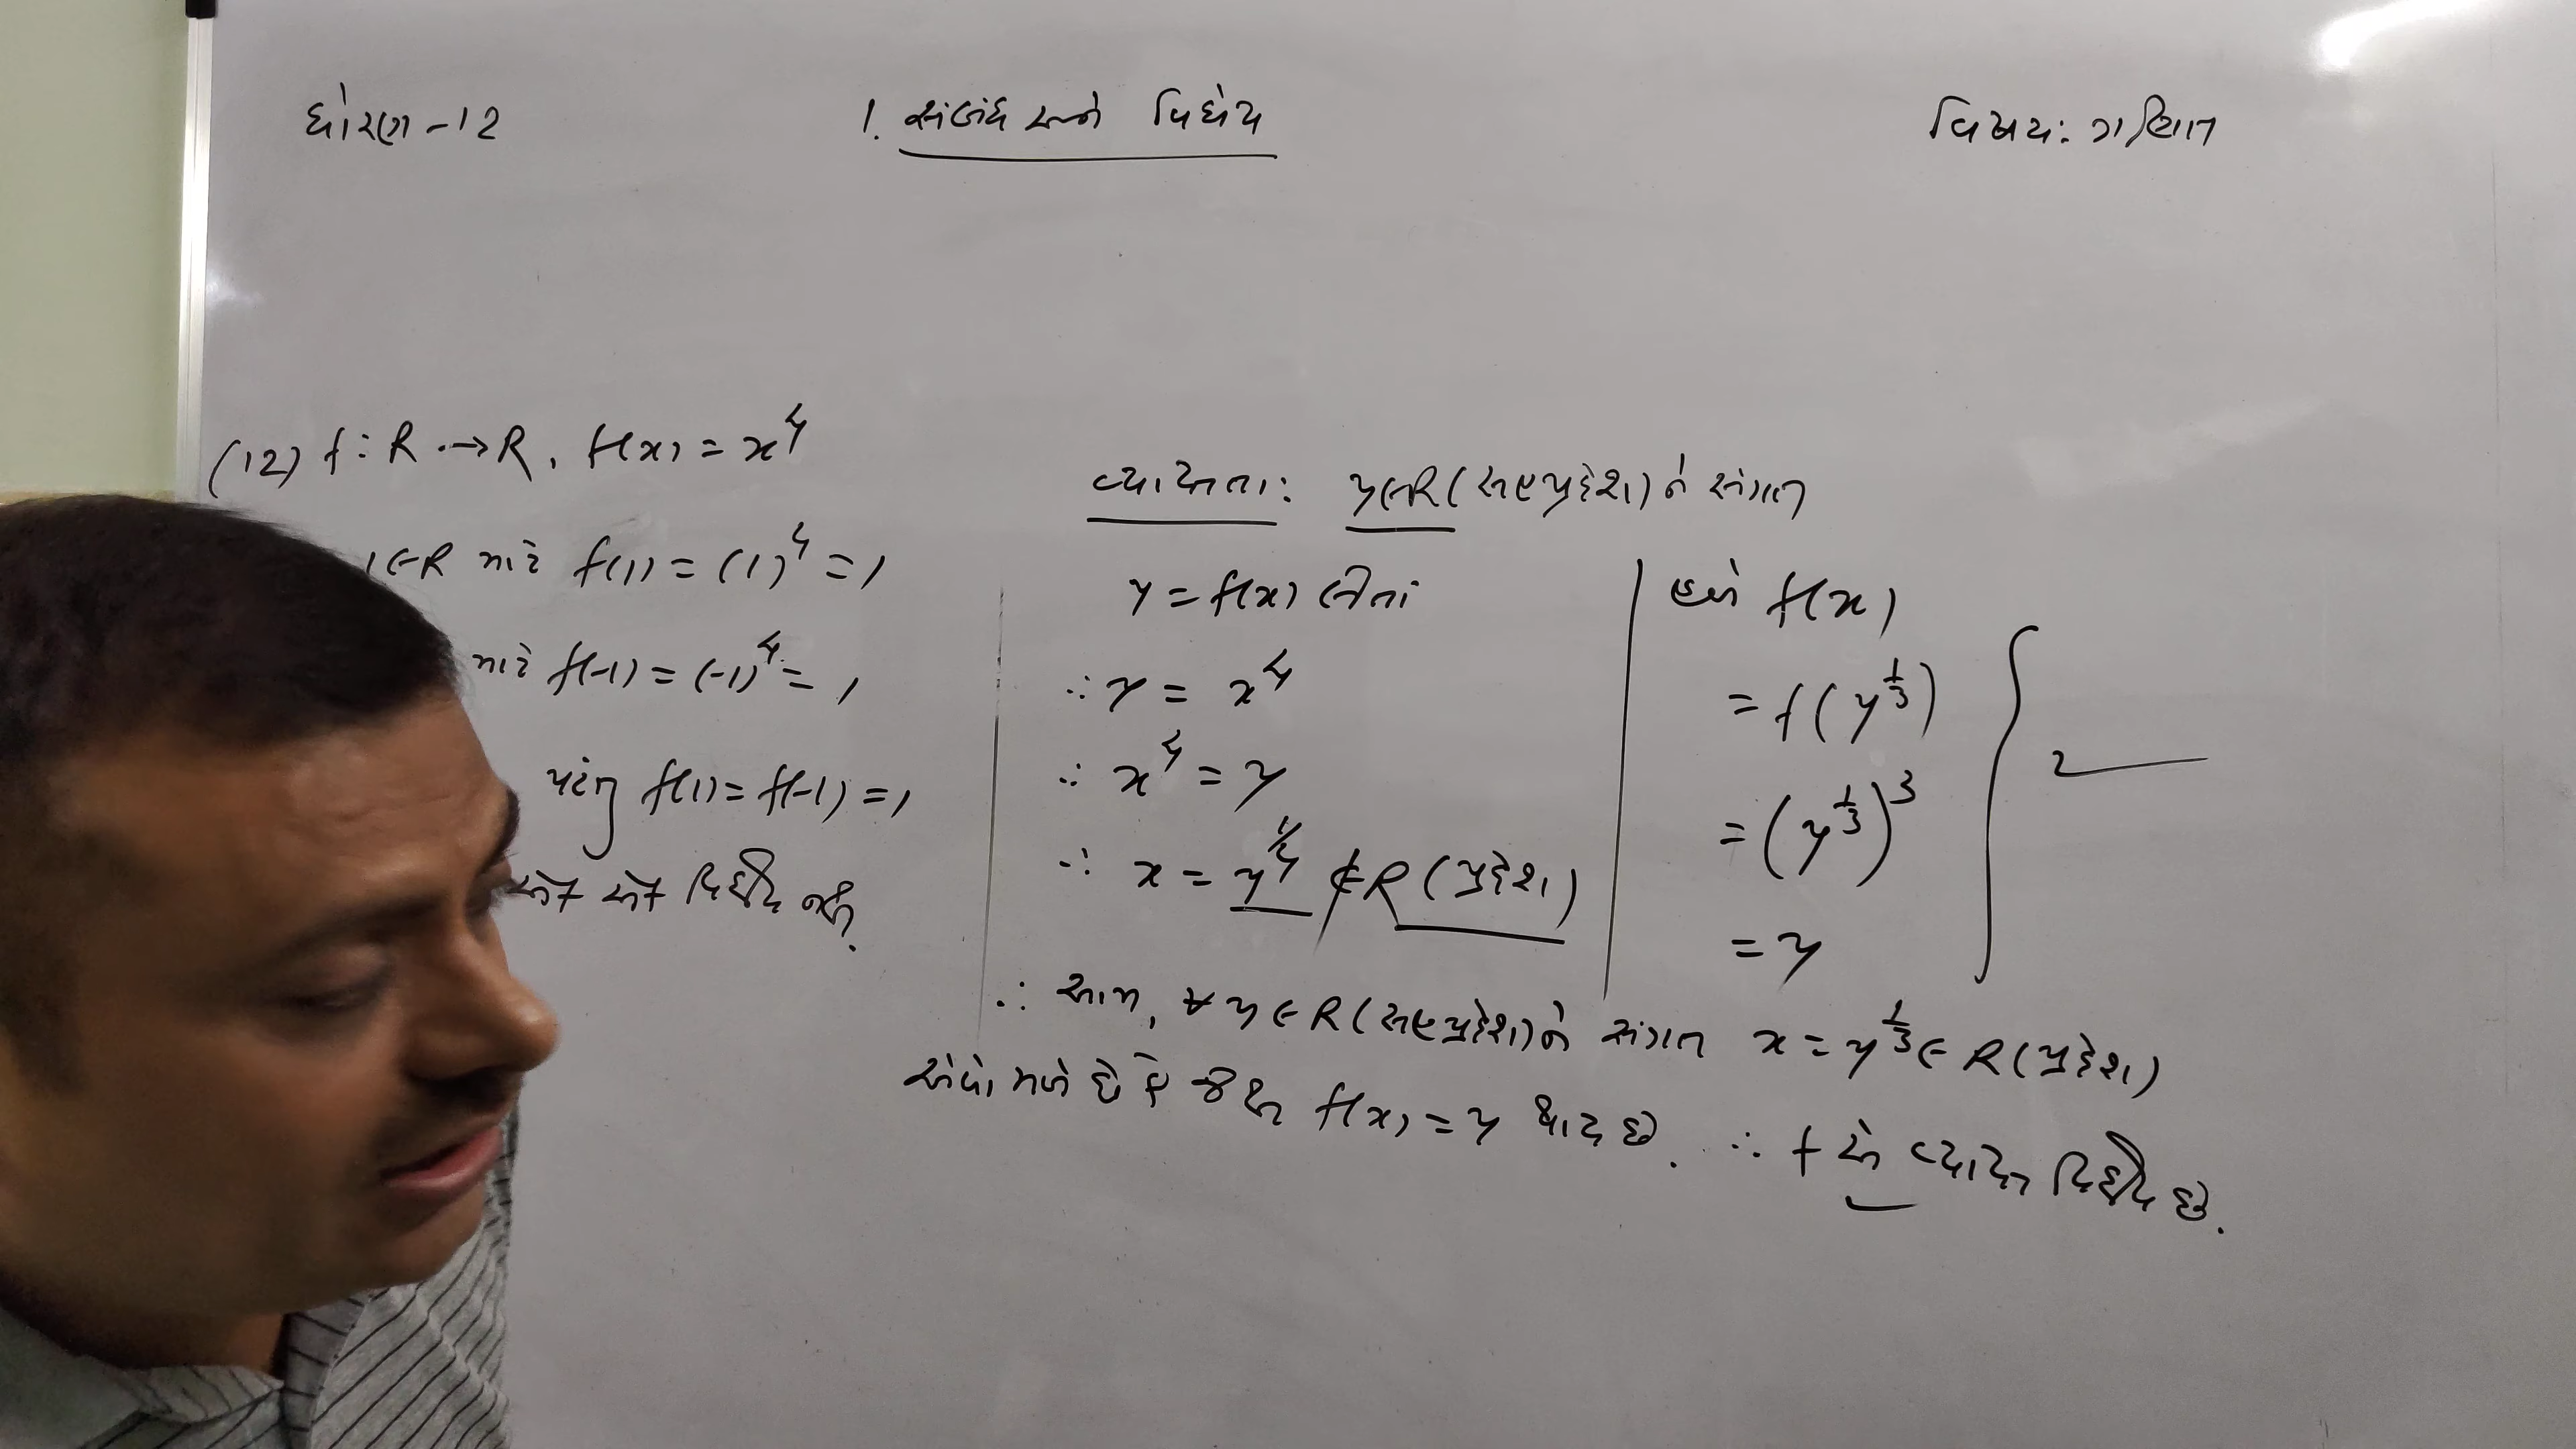 ધોરણ-12
1. સંબંધ અને વિધેય
વિષય: ગણિત
(12) f: R → R, f(x) = x⁴
1∈R માટે f(1) = (1)⁴ = 1
માટે f(-1) = (-1)⁴ = 1
પરંતુ f(1) = f(-1) = 1
એક એક વિધેય નથી.
વ્યાપ્તતા: y∈R (સહપ્રદેશ) ને સંગત
y = f(x) લેતાં
∴ y = x⁴
∴ x⁴ = y
∴ x = y^{1/4} ∉ R (પ્રદેશ)
હવે f(x)
= f(y^{1/3})
= (y^{1/3})³
= y
2
∴ આમ, ∀ y ∈ R (સહપ્રદેશ) ને સંગત x = y^{1/3} ∈ R (પ્રદેશ)
એવો મળે છે કે જેથી f(x) = y થાય છે. ∴ f એ વ્યાપ્ત વિધેય છે.